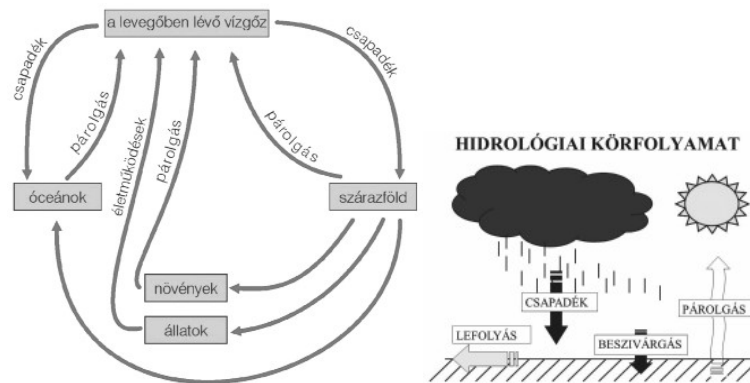 a levegőben lévő vízgőz
csapadék
csapadék
párolgás
életműködések
párolgás
párolgás
óceánok
szárazföld
növények
állatok
HIDROLÓGIAI KÖRFOLYAMAT
CSAPADÉK
PÁROLGÁS
LEFOLYÁS
BESZIVÁRGÁS